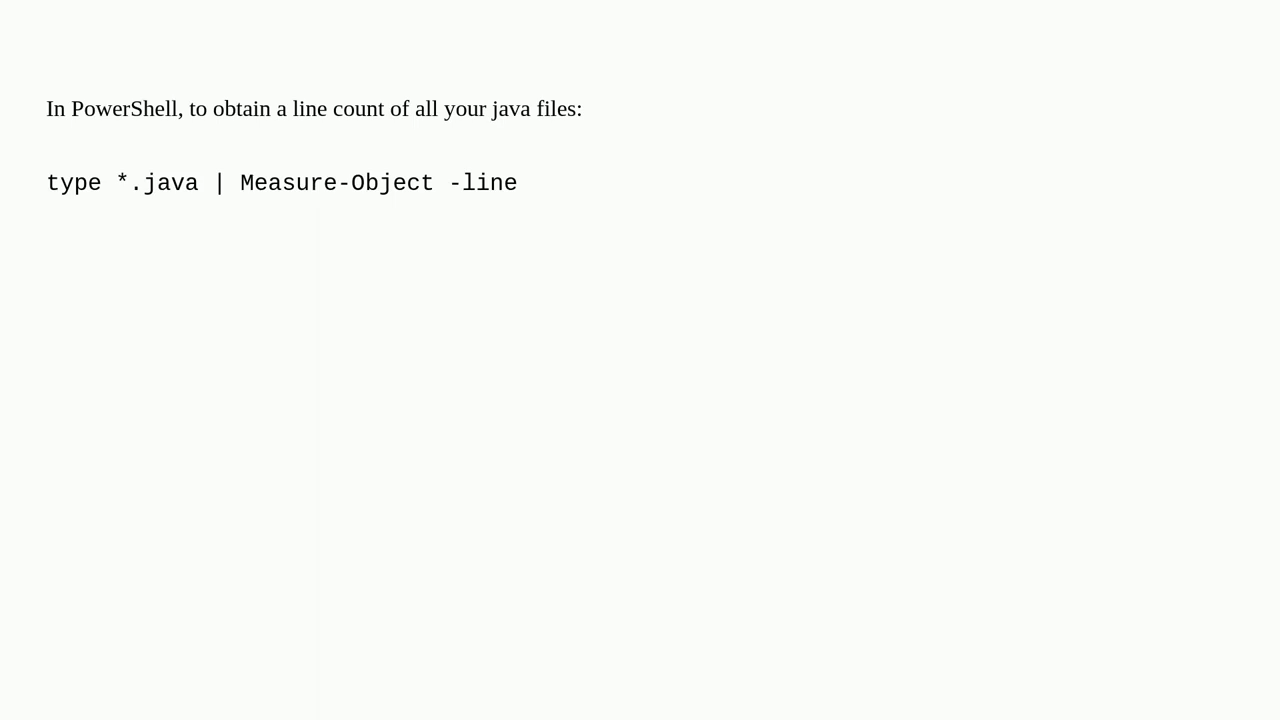 In PowerShell, to obtain a line count of all your java files:
type *.java | Measure-Object -line